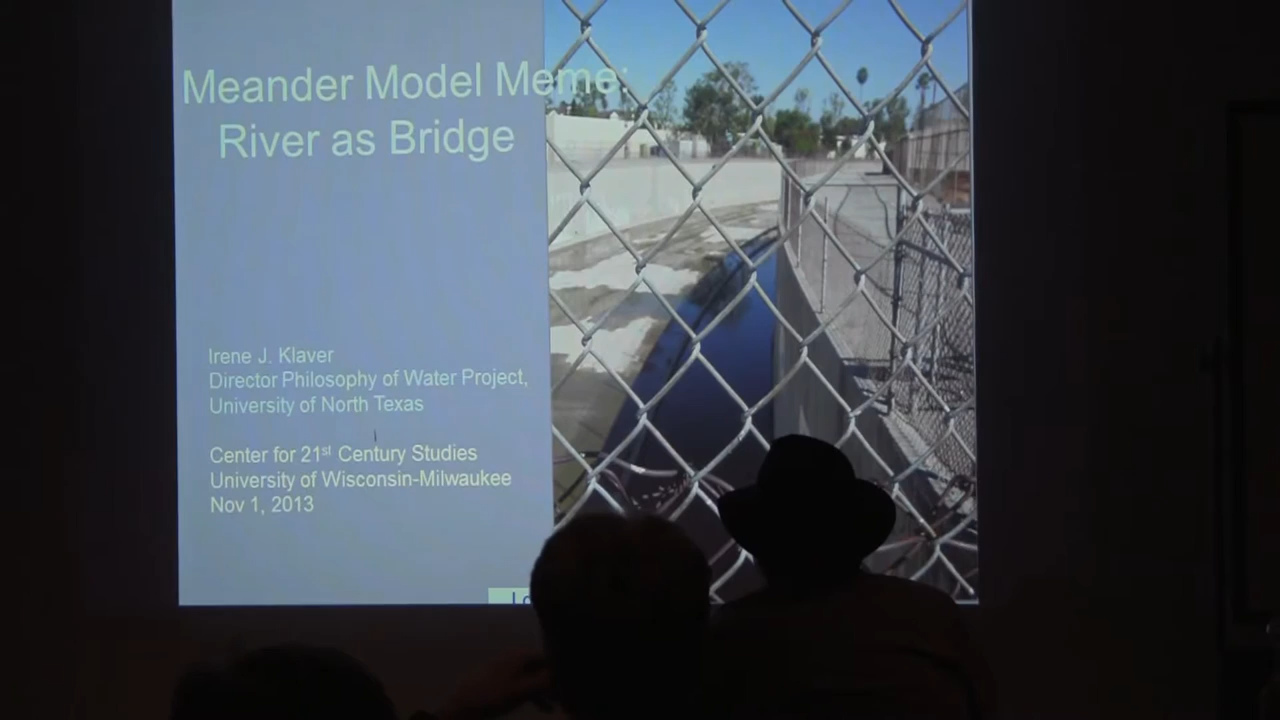 Meander Model Meme:
River as Bridge
Irene J. Klaver
Director Philosophy of Water Project,
University of North Texas
Center for 21st Century Studies
University of Wisconsin-Milwaukee
Nov 1, 2013